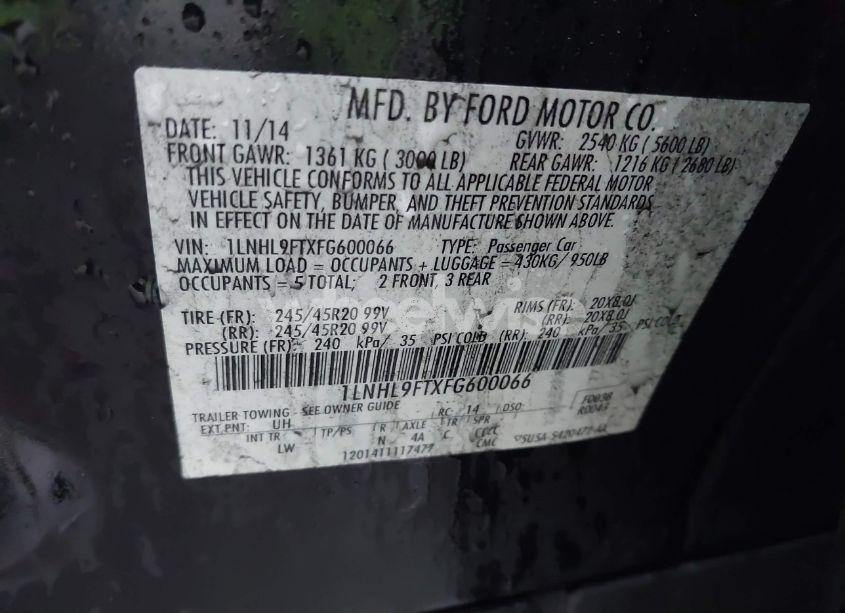 MFD. BY FORD MOTOR CO.
DATE: 11/14 GVWR: 2540 KG ( 5600 LB)
FRONT GAWR: 1361 KG ( 3000 LB) REAR GAWR: 1216 KG ( 2680 LB)
THIS VEHICLE CONFORMS TO ALL APPLICABLE FEDERAL MOTOR
VEHICLE SAFETY, BUMPER, AND THEFT PREVENTION STANDARDS
IN EFFECT ON THE DATE OF MANUFACTURE SHOWN ABOVE.
VIN: 1LNHL9FTXFG600066 TYPE: Passenger Car
MAXIMUM LOAD = OCCUPANTS + LUGGAGE = 430KG/ 950LB
OCCUPANTS = 5 TOTAL; 2 FRONT, 3 REAR
TIRE (FR): 245/45R20 99V RIMS (FR): 20X8.0J
(RR): 245/45R20 99V (RR): 20X8.0J
PRESSURE (FR): 240 kPa/ 35 PSI COLD (RR): 240 kPa/ 35 PSI COLD
1LNHL9FTXFG600066
TRAILER TOWING - SEE OWNER GUIDE RC: 14 DSO: F0038
EXT PNT: UH R0043
INT TR TP/PS R AXLE TR SPR
LW N 4A C
CMC